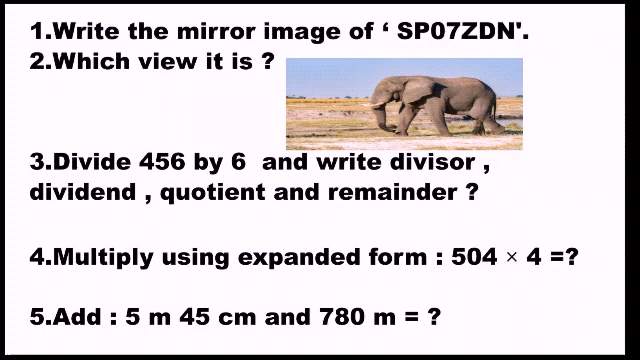 1.Write the mirror image of ‘ SP07ZDN'.
2.Which view it is ?
3.Divide 456 by 6 and write divisor ,
dividend , quotient and remainder ?
4.Multiply using expanded form : 504 × 4 =?
5.Add : 5 m 45 cm and 780 m = ?